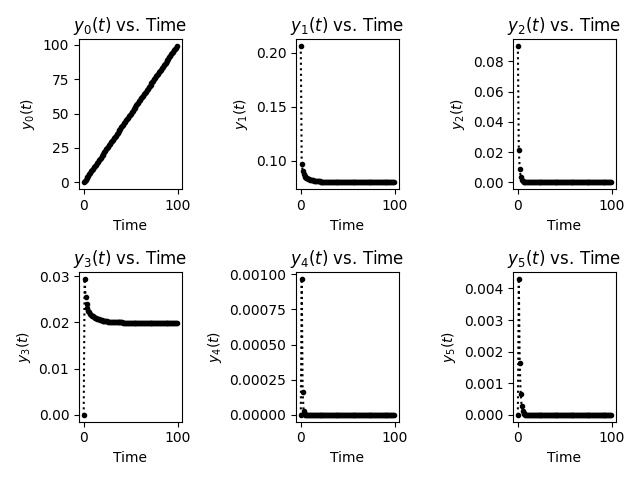 y₀(t) vs. Time
y₁(t) vs. Time
y₂(t) vs. Time
100
75
50
25
0
y₀(t)
0 100
Time
0.20
0.15
0.10
y₁(t)
0 100
Time
0.08
0.06
0.04
0.02
0.00
y₂(t)
0 100
Time
y₃(t) vs. Time
y₄(t) vs. Time
y₅(t) vs. Time
0.03
0.02
0.01
0.00
y₃(t)
0 100
Time
0.00100
0.00075
0.00050
0.00025
0.00000
y₄(t)
0 100
Time
0.004
0.003
0.002
0.001
0.000
y₅(t)
0 100
Time